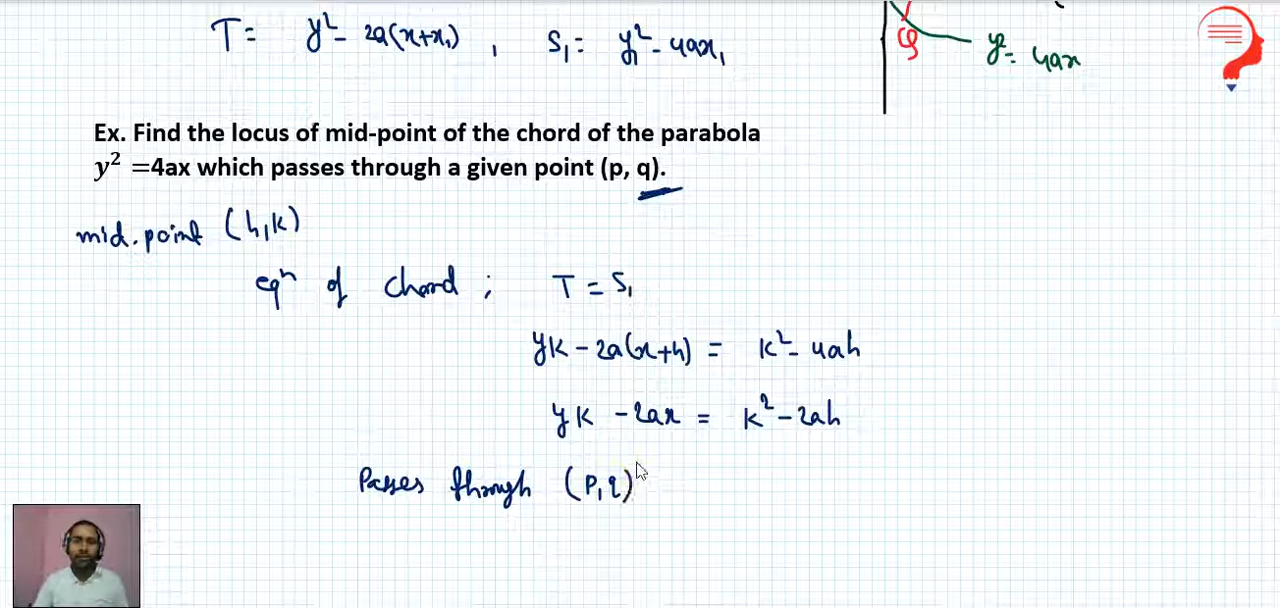 T = y² - 2a(x+x₁) , S₁ = y₁² - 4ax₁
Q y² = 4ax
Ex. Find the locus of mid-point of the chord of the parabola
y² =4ax which passes through a given point (p, q).
mid.point (h,k)
eqⁿ of chord ; T = S₁
yk - 2a(x+h) = k² - 4ah
yk - 2ax = k² - 2ah
Passes through (P,q)